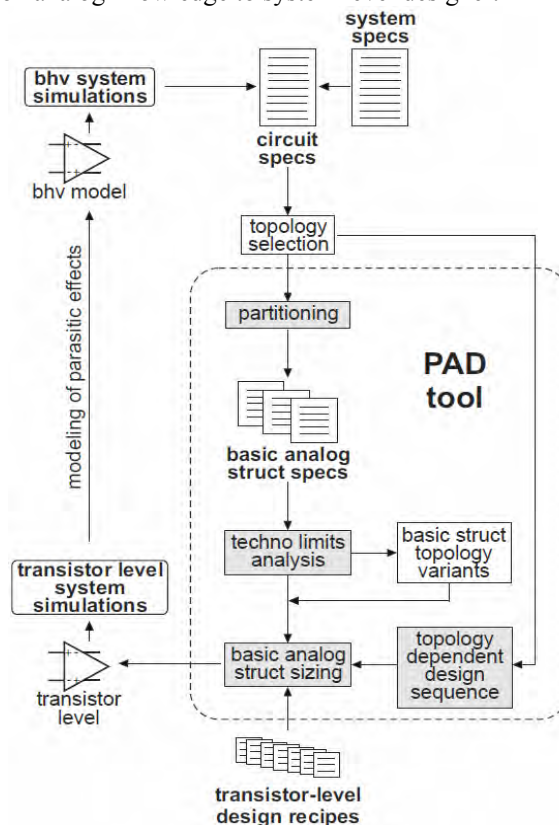 system
specs
bhv system
simulations
circuit
specs
bhv model
topology
selection
partitioning
PAD
tool
modeling of parasitic effects
basic analog
struct specs
techno limits
analysis
basic struct
topology
variants
transistor level
system
simulations
basic analog
struct sizing
topology
dependent
design
sequence
transistor
level
transistor-level
design recipes